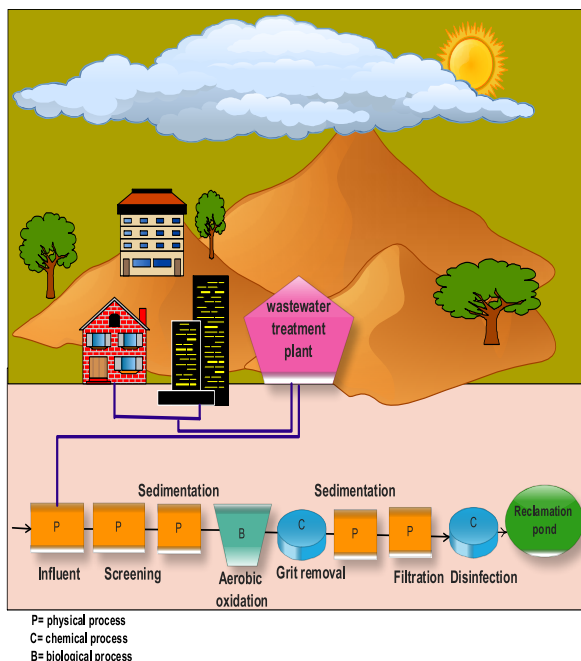 wastewater
treatment
plant
Sedimentation
Sedimentation
P
P
P
B
C
P
P
C
Reclamation
pond
Influent
Screening
Aerobic
oxidation
Grit removal
Filtration
Disinfection
P= physical process
C= chemical process
B= biological process